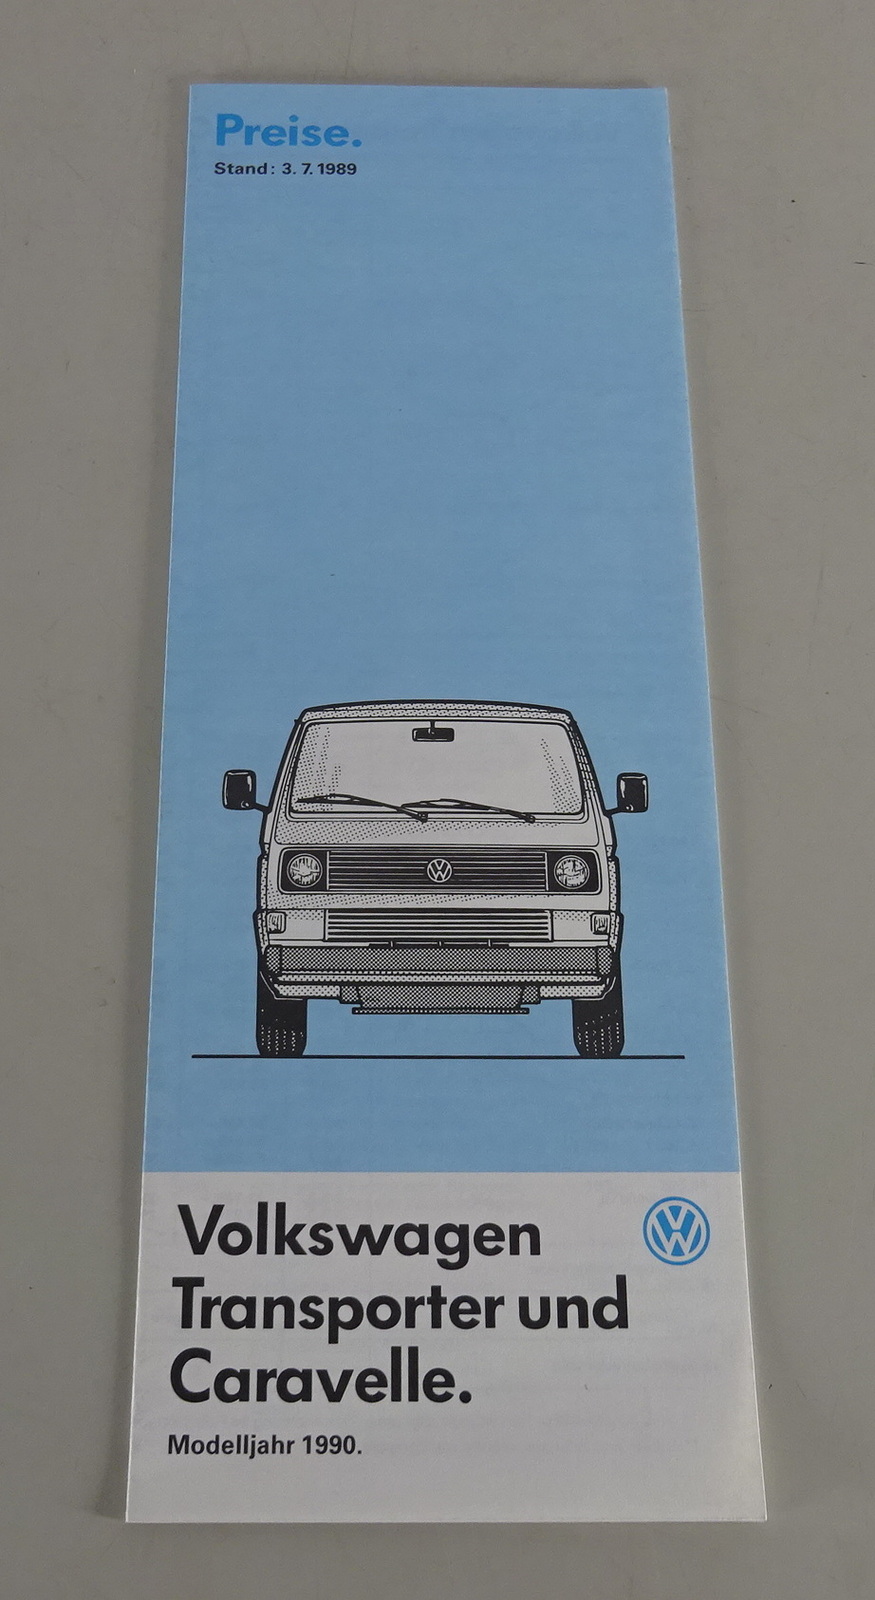 Preise.
Stand: 3. 7. 1989
Volkswagen
Transporter und
Caravelle.
Modelljahr 1990.